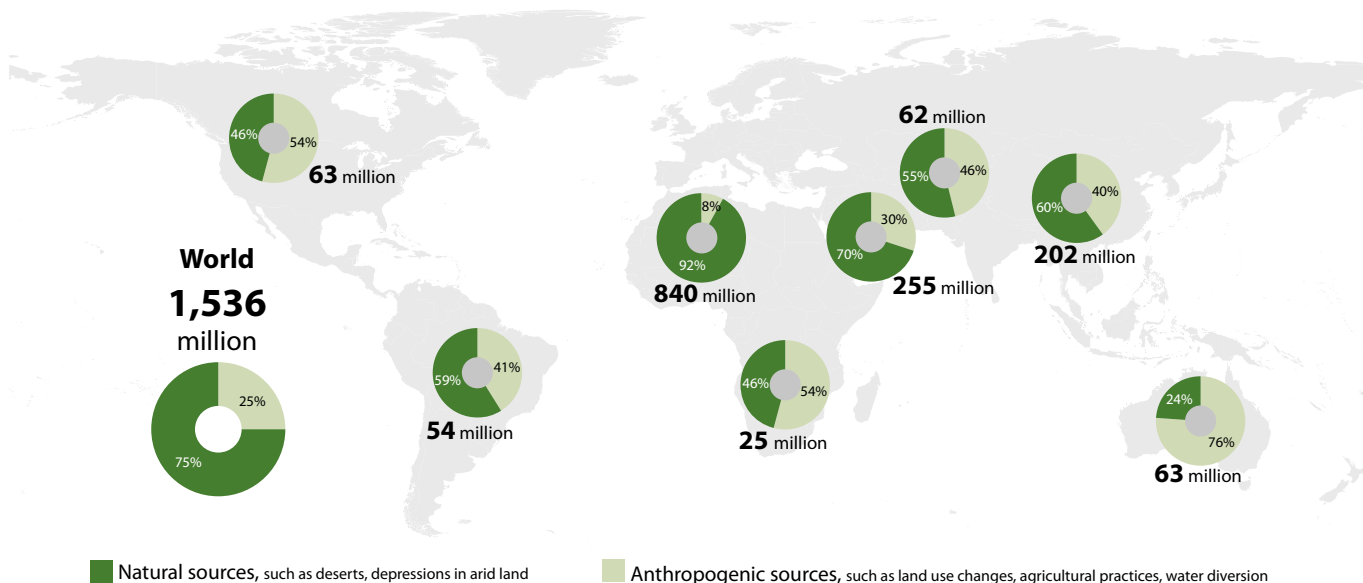 46%
54%
63 million
World
1,536
million
75%
25%
59%
41%
54 million
8%
92%
840 million
46%
54%
25 million
30%
70%
255 million
62 million
55%
46%
60%
40%
202 million
24%
76%
63 million
Natural sources, such as deserts, depressions in arid land
Anthropogenic sources, such as land use changes, agricultural practices, water diversion